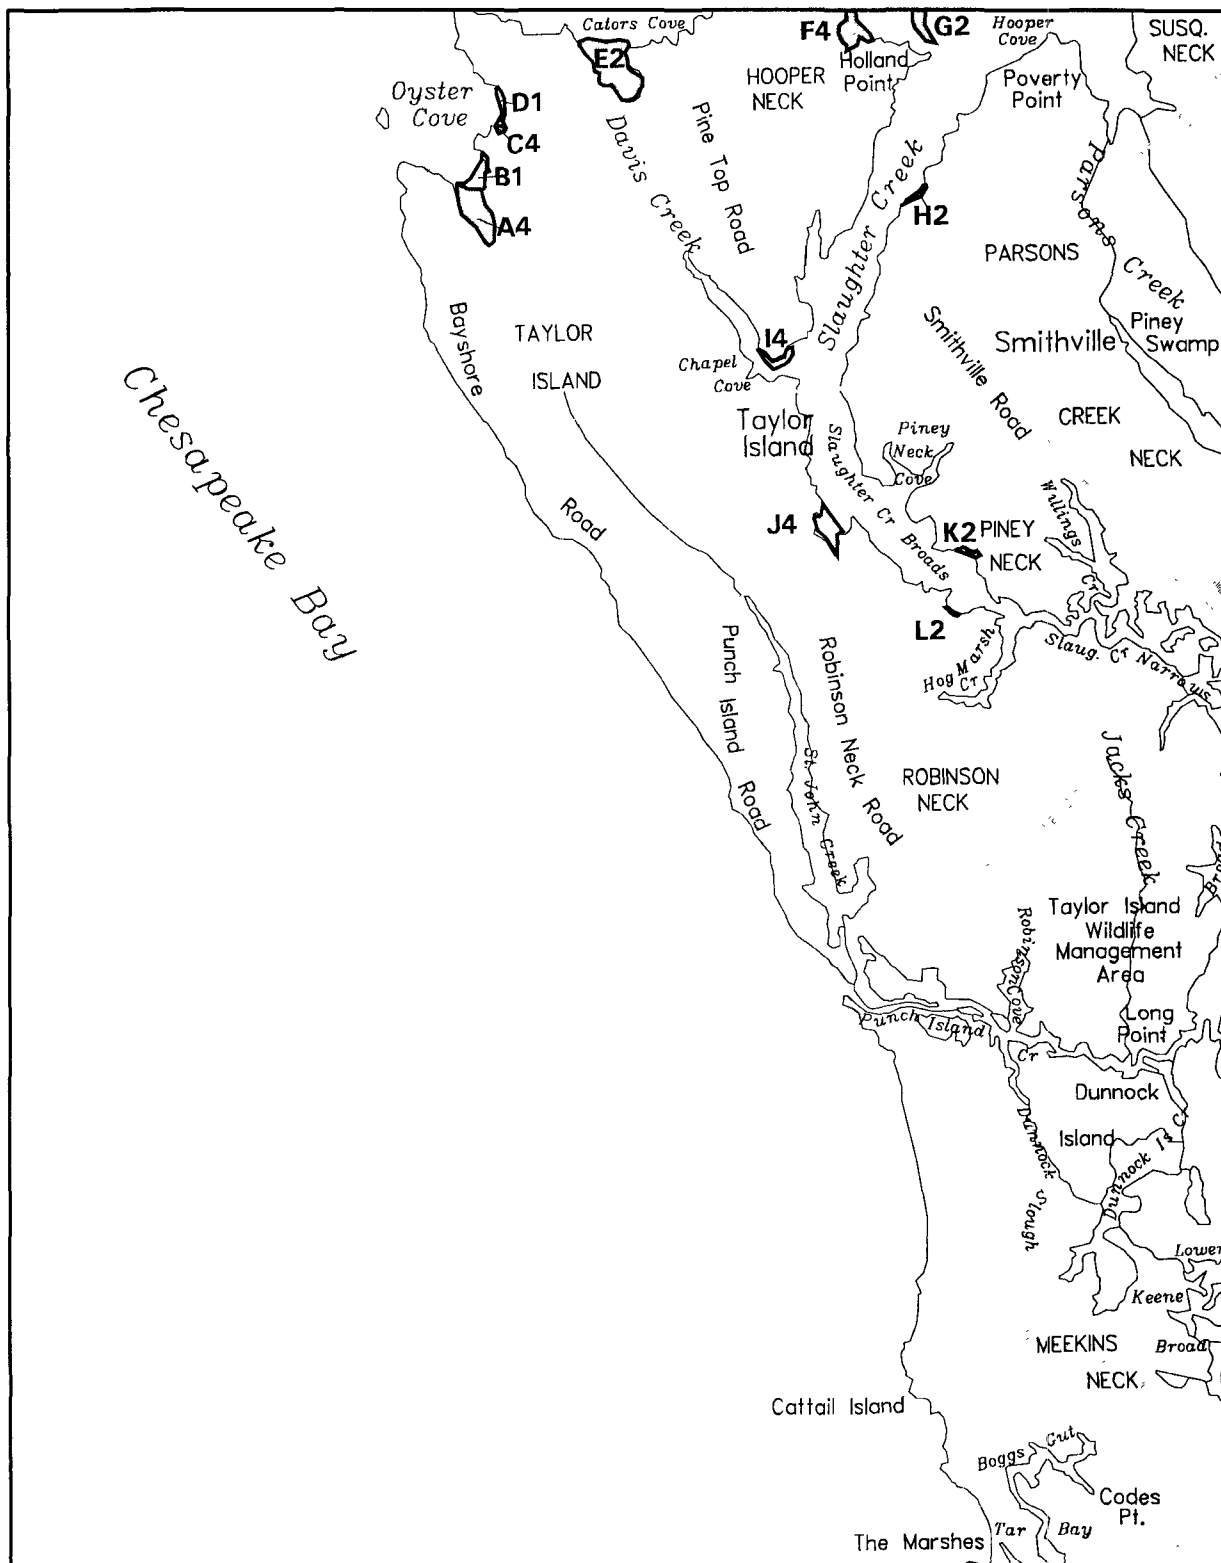 Cators Cove
F4
G2
Hooper
Cove
SUSQ.
NECK
E2
HOOPER
NECK
Holland
Point
Poverty
Point
Oyster
Cove
D1
C4
B1
A4
Davis Creek
Pine Top Road
Slaughter Creek
H2
Parsons Creek
PARSONS
Bayshore Road
TAYLOR
ISLAND
I4
Chapel
Cove
Smithville Road
Smithville
Piney
Swamp
CREEK
NECK
Chesapeake Bay
Taylor
Island
Slaughter Cr Broads
Piney
Neck
Cove
J4
K2
PINEY
NECK
Willings Cr
L2
Hog Marsh
Cr
Slaug. Cr Narrows
Punch Island Road
Robinson Neck Road
St. John Creek
ROBINSON
NECK
Jacks Creek
Broad
Taylor Island
Wildlife
Management
Area
Robinson Cove
Long
Point
Punch Island
Cr
Dunnock
Island
Dunnock Is Cr
Dunnock Slough
Lower
Keene
Broad
MEEKINS
NECK
Cattail Island
Boggs Gut
Codes
Pt.
Tar Bay
The Marshes